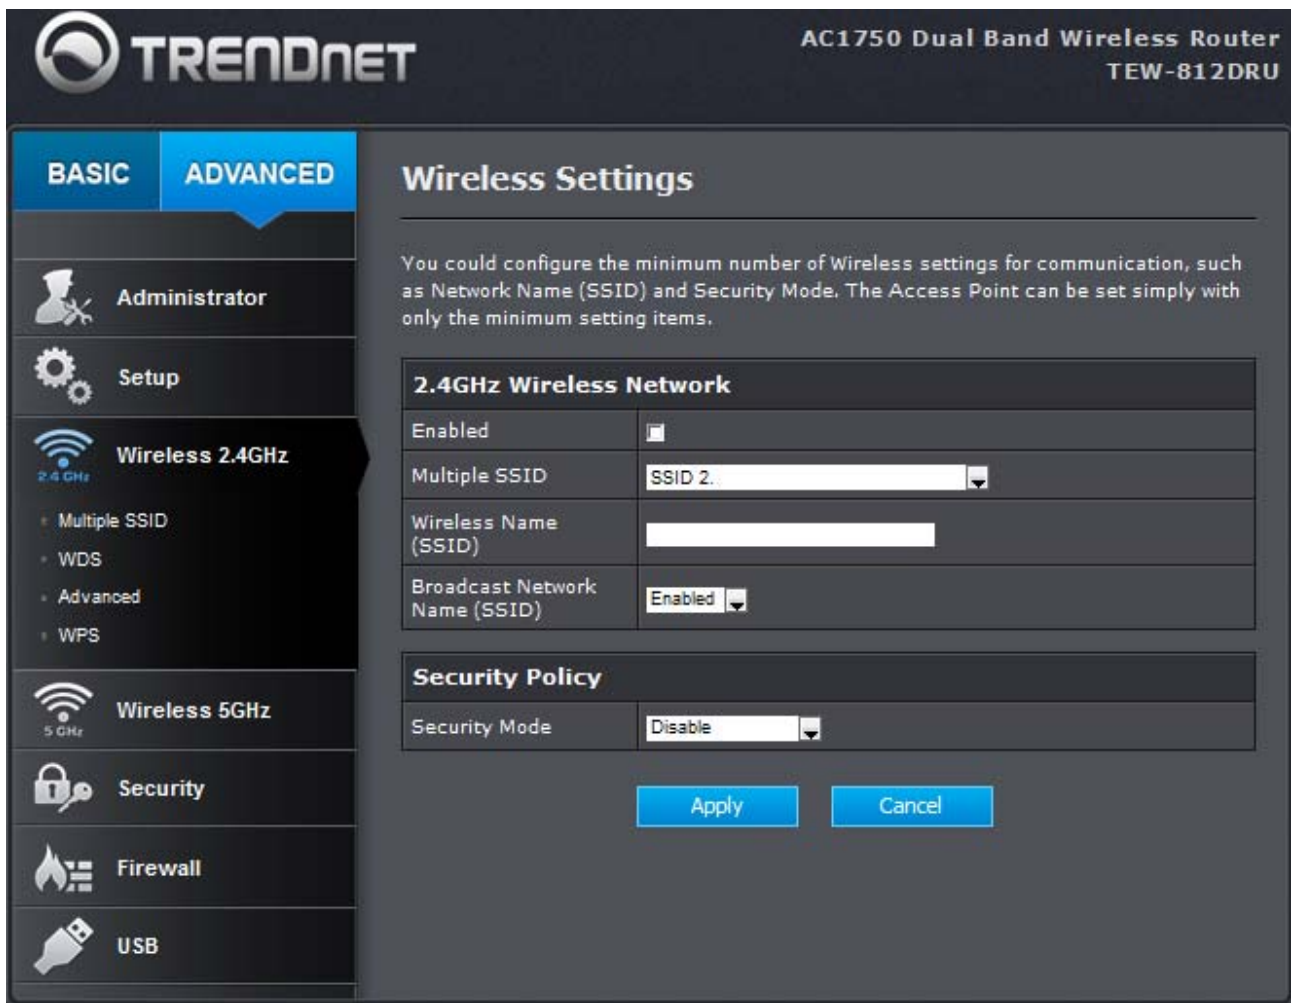 TRENDNET
AC1750 Dual Band Wireless Router
TEW-812DRU
BASIC
ADVANCED
Administrator
Setup
2.4 GHz
Wireless 2.4GHz
Multiple SSID
WDS
Advanced
WPS
5 GHz
Wireless 5GHz
Security
Firewall
USB
Wireless Settings
You could configure the minimum number of Wireless settings for communication, such
as Network Name (SSID) and Security Mode. The Access Point can be set simply with
only the minimum setting items.
2.4GHz Wireless Network
Enabled
Multiple SSID
SSID 2.
Wireless Name
(SSID)
Broadcast Network
Name (SSID)
Enabled
Security Policy
Security Mode
Disable
Apply
Cancel